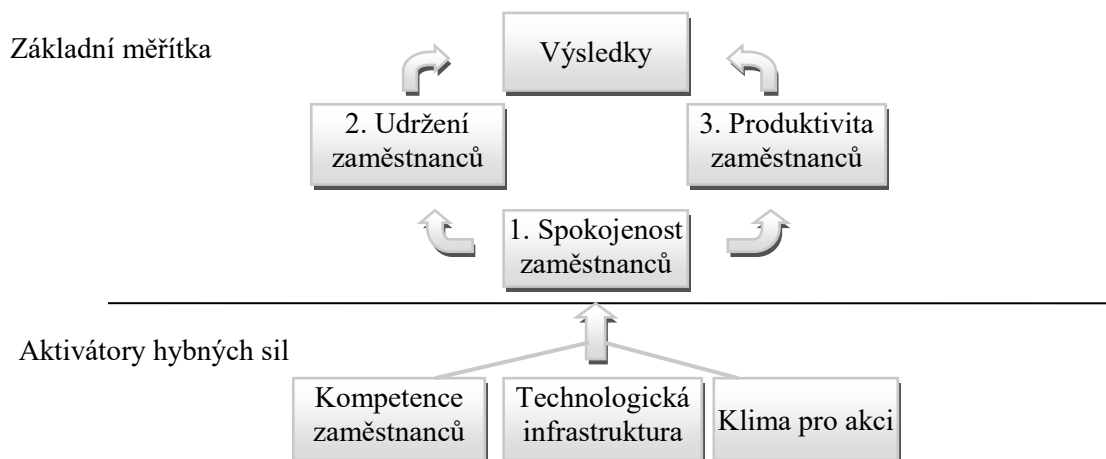 Základní měřítka
Výsledky
2. Udržení
zaměstnanců
3. Produktivita
zaměstnanců
1. Spokojenost
zaměstnanců
Aktivátory hybných sil
Kompetence
zaměstnanců
Technologická
infrastruktura
Klima pro akci